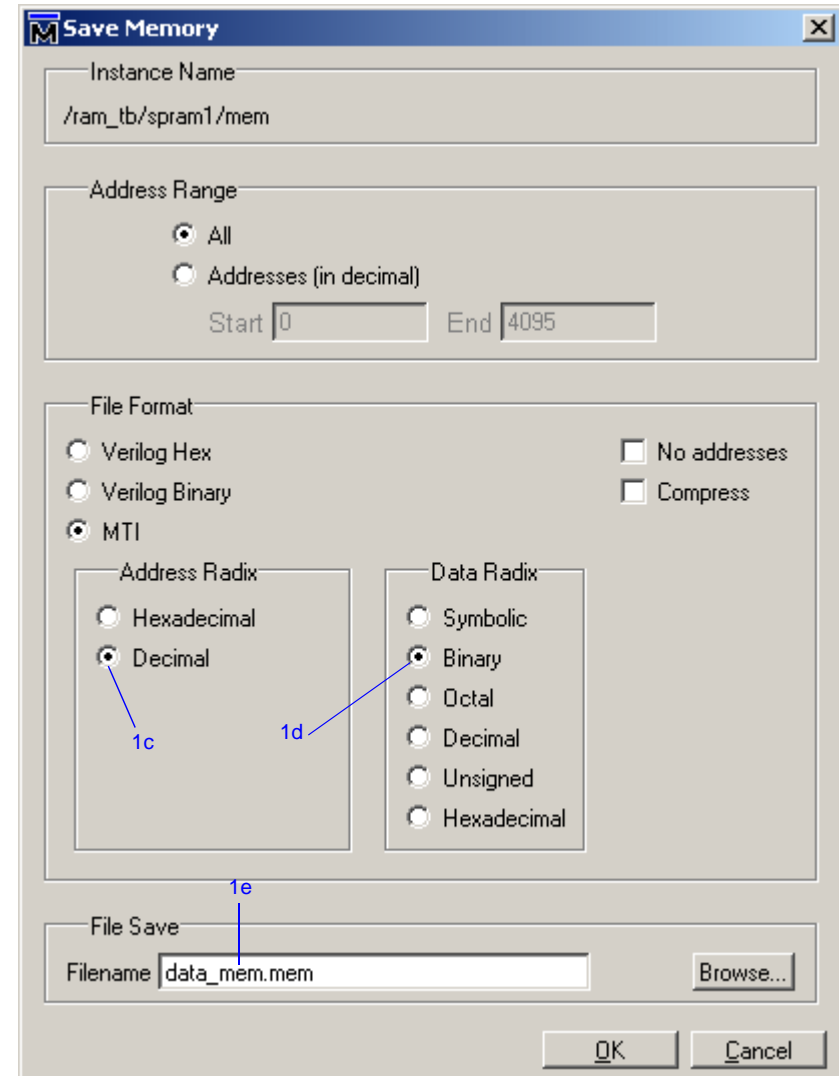 Save Memory
Instance Name
/ram_tb/spram1/mem
Address Range
All
Addresses (in decimal)
Start 0 End 4095
File Format
Verilog Hex No addresses
Verilog Binary Compress
MTI
Address Radix Data Radix
Hexadecimal Symbolic
Decimal Binary
Octal
1c 1d
Decimal
Unsigned
Hexadecimal
1e
File Save
Filename data_mem.mem Browse...
OK Cancel